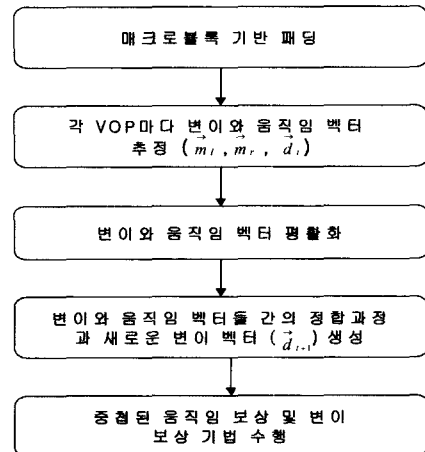 매크로블록 기반 패딩
각 VOP마다 변이와 움직임 벡터
추정 (m⃗_l, m⃗_r, d⃗_t)
변이와 움직임 벡터 평활화
변이와 움직임 벡터들 간의 정합과정
과 새로운 변이 벡터 (d⃗_{t+1}) 생성
중첩된 움직임 보상 및 변이
보상 기법 수행